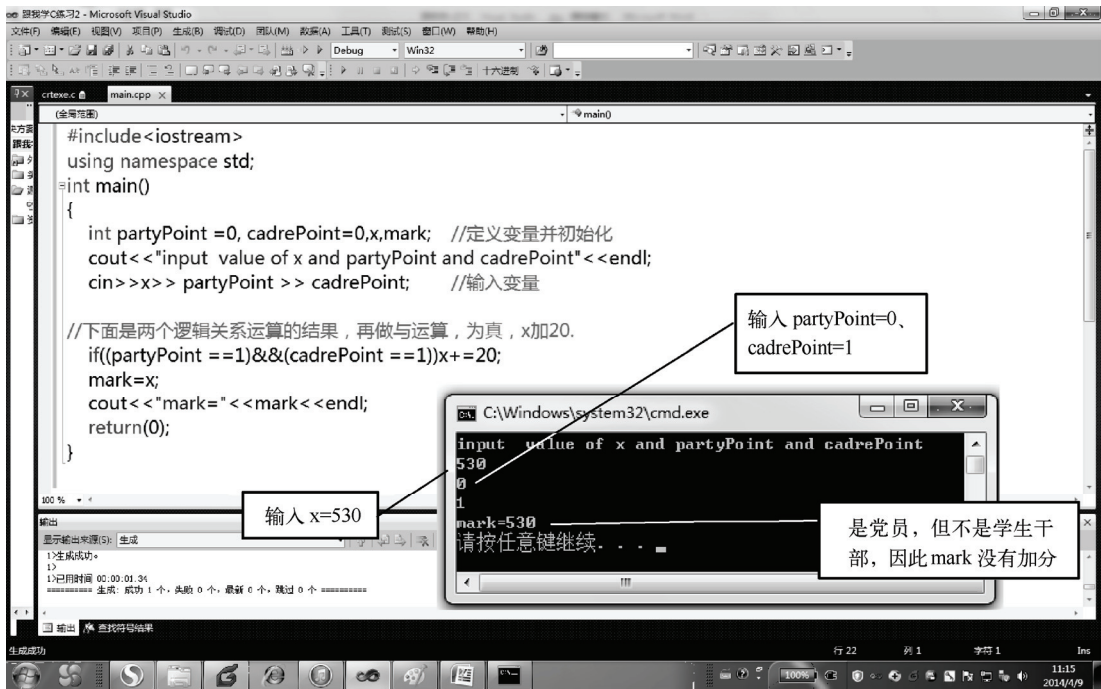 跟我学C练习2 - Microsoft Visual Studio
文件(F) 编辑(E) 视图(V) 项目(P) 生成(B) 调试(D) 团队(M) 数据(A) 工具(T) 测试(S) 窗口(W) 帮助(H)
Debug Win32
十六进制
crtexe.c main.cpp
(全局范围) main()
#include<iostream>
using namespace std;
int main()
{
int partyPoint =0, cadrePoint=0,x,mark; //定义变量并初始化
cout<<"input value of x and partyPoint and cadrePoint"<<endl;
cin>>x>> partyPoint >> cadrePoint; //输入变量
//下面是两个逻辑关系运算的结果，再做与运算，为真，x加20.
if((partyPoint ==1)&&(cadrePoint ==1))x+=20;
mark=x;
cout<<"mark="<<mark<<endl;
return(0);
}
输入 partyPoint=0、
cadrePoint=1
C:\Windows\system32\cmd.exe
input value of x and partyPoint and cadrePoint
530
0
1
mark=530
请按任意键继续. . .
输入 x=530
是党员，但不是学生干
部，因此 mark 没有加分
100 %
输出
显示输出来源(S): 生成
1>生成成功。
1>
1>已用时间 00:00:01.34
========== 生成: 成功 1 个，失败 0 个，最新 0 个，跳过 0 个 ==========
输出 查找符号结果
生成成功 行 22 列 1 字符 1 Ins
100%
11:15
2014/4/9